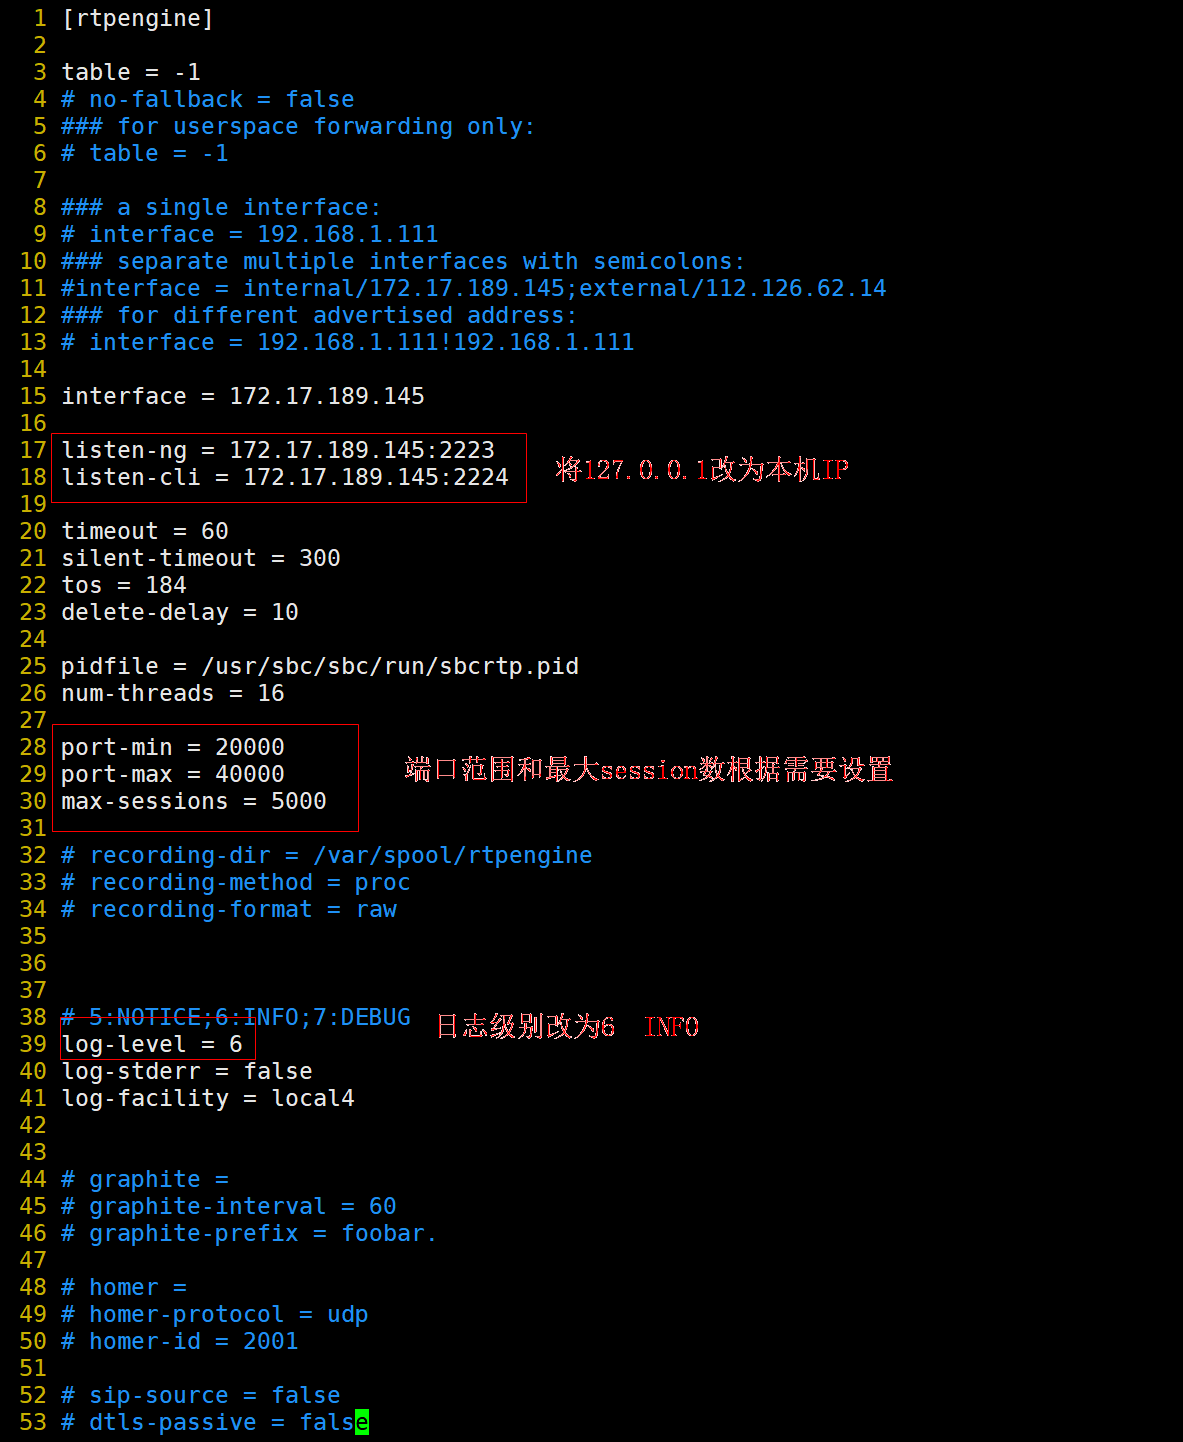 1 [rtpengine]
2
3 table = -1
4 # no-fallback = false
5 ### for userspace forwarding only:
6 # table = -1
7
8 ### a single interface:
9 # interface = 192.168.1.111
10 ### separate multiple interfaces with semicolons:
11 #interface = internal/172.17.189.145;external/112.126.62.14
12 ### for different advertised address:
13 # interface = 192.168.1.111!192.168.1.111
14
15 interface = 172.17.189.145
16
17 listen-ng = 172.17.189.145:2223
将127.0.0.1改为本机IP
18 listen-cli = 172.17.189.145:2224
19
20 timeout = 60
21 silent-timeout = 300
22 tos = 184
23 delete-delay = 10
24
25 pidfile = /usr/sbc/sbc/run/sbcrtp.pid
26 num-threads = 16
27
28 port-min = 20000
29 port-max = 40000
端口范围和最大session数根据需要设置
30 max-sessions = 5000
31
32 # recording-dir = /var/spool/rtpengine
33 # recording-method = proc
34 # recording-format = raw
35
36
37
38 # 5:NOTICE;6:INFO;7:DEBUG
日志级别改为6 INFO
39 log-level = 6
40 log-stderr = false
41 log-facility = local4
42
43
44 # graphite =
45 # graphite-interval = 60
46 # graphite-prefix = foobar.
47
48 # homer =
49 # homer-protocol = udp
50 # homer-id = 2001
51
52 # sip-source = false
53 # dtls-passive = false